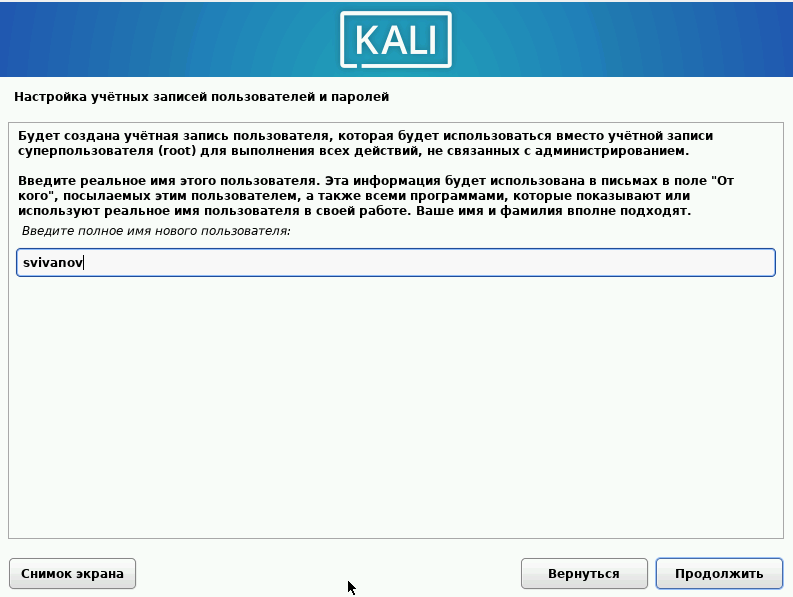 KALI
Настройка учётных записей пользователей и паролей
Будет создана учётная запись пользователя, которая будет использоваться вместо учётной записи
суперпользователя (root) для выполнения всех действий, не связанных с администрированием.
Введите реальное имя этого пользователя. Эта информация будет использована в письмах в поле "От
кого", посылаемых этим пользователем, а также всеми программами, которые показывают или
используют реальное имя пользователя в своей работе. Ваше имя и фамилия вполне подходят.
Введите полное имя нового пользователя:
svivanov
Снимок экрана
Вернуться
Продолжить